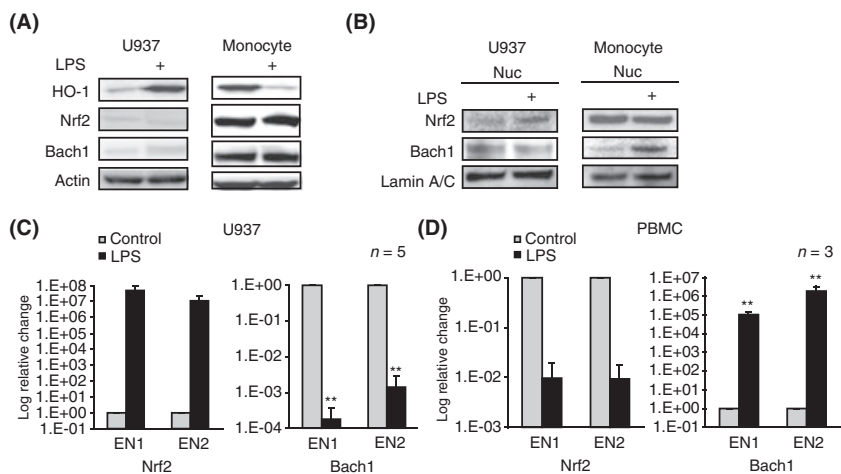 (A)
U937 Monocyte
LPS + +
HO-1
Nrf2
Bach1
Actin
(B)
U937 Monocyte
Nuc Nuc
LPS + +
Nrf2
Bach1
Lamin A/C
(C) U937
Control
LPS
n = 5
Log relative change
1.E+08
1.E+07
1.E+06
1.E+05
1.E+04
1.E+03
1.E+02
1.E+01
1.E+00
1.E-01
EN1 EN2
Nrf2
1.E+00
1.E-01
1.E-02
1.E-03
1.E-04
** **
EN1 EN2
Bach1
(D) PBMC
Control
LPS
n = 3
Log relative change
1.E+00
1.E-01
1.E-02
1.E-03
EN1 EN2
Nrf2
1.E+07
1.E+06
1.E+05
1.E+04
1.E+03
1.E+02
1.E+01
1.E+00
1.E-01
** **
EN1 EN2
Bach1